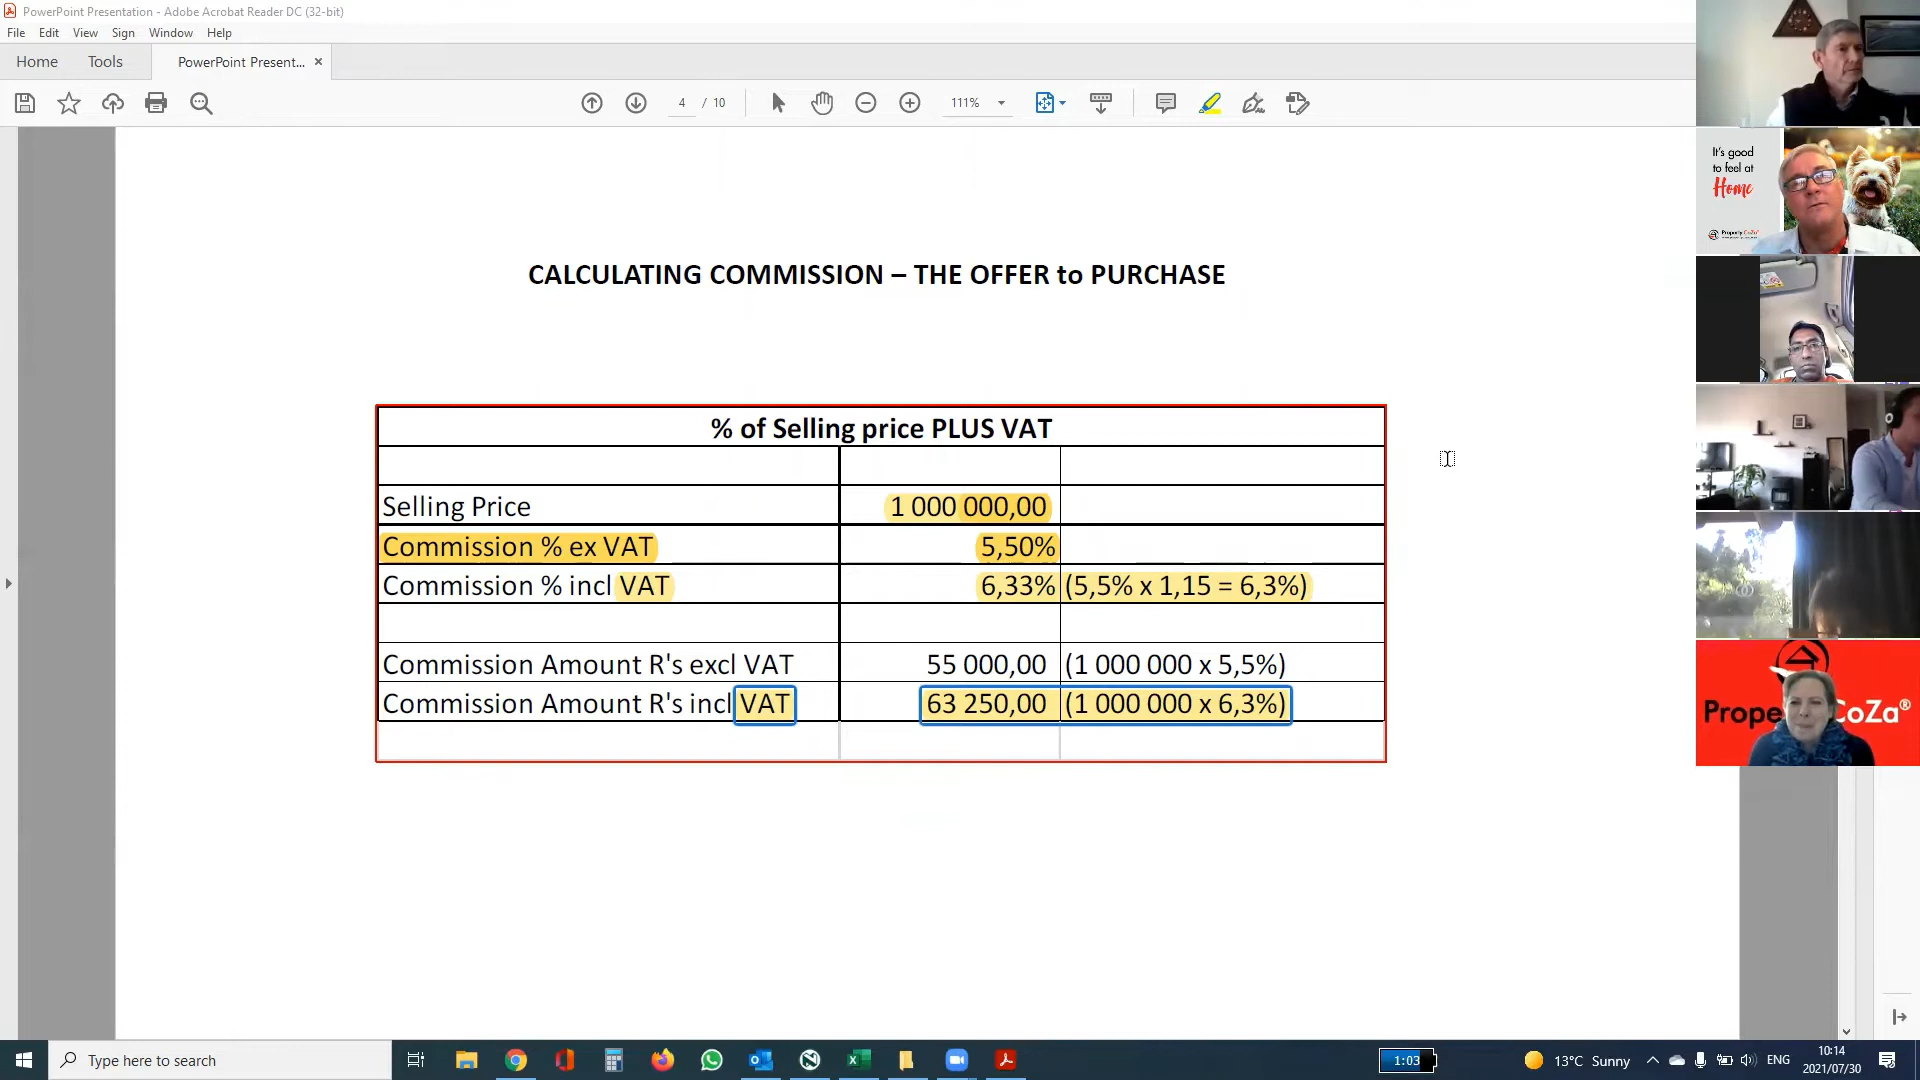 PowerPoint Presentation - Adobe Acrobat Reader DC (32-bit)
File Edit View Sign Window Help
Home Tools PowerPoint Present... ×
4 / 10 111%
CALCULATING COMMISSION – THE OFFER to PURCHASE
% of Selling price PLUS VAT
Selling Price 1 000 000,00
Commission % ex VAT 5,50%
Commission % incl VAT 6,33% (5,5% x 1,15 = 6,3%)
Commission Amount R's excl VAT 55 000,00 (1 000 000 x 5,5%)
Commission Amount R's incl VAT 63 250,00 (1 000 000 x 6,3%)
It's good
to feel at
Home
Property CoZa
Prope CoZa®
Type here to search
1:03
13°C Sunny
ENG
10:14
2021/07/30